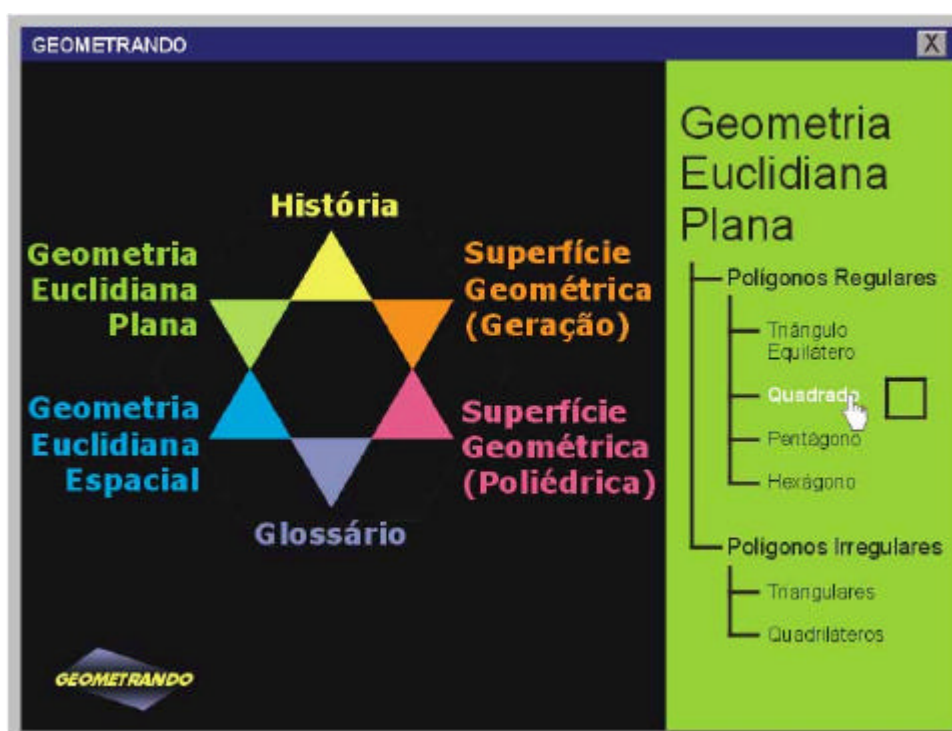 GEOMETRANDO
X
História
Geometria
Euclidiana
Plana
Superfície
Geométrica
(Geração)
Geometria
Euclidiana
Espacial
Superfície
Geométrica
(Poliédrica)
Glossário
GEOMETRANDO
Geometria
Euclidiana
Plana
Polígonos Regulares
Triângulo
Equilátero
Quadrado
Pentágono
Hexágono
Polígonos Irregulares
Triangulares
Quadriláteros